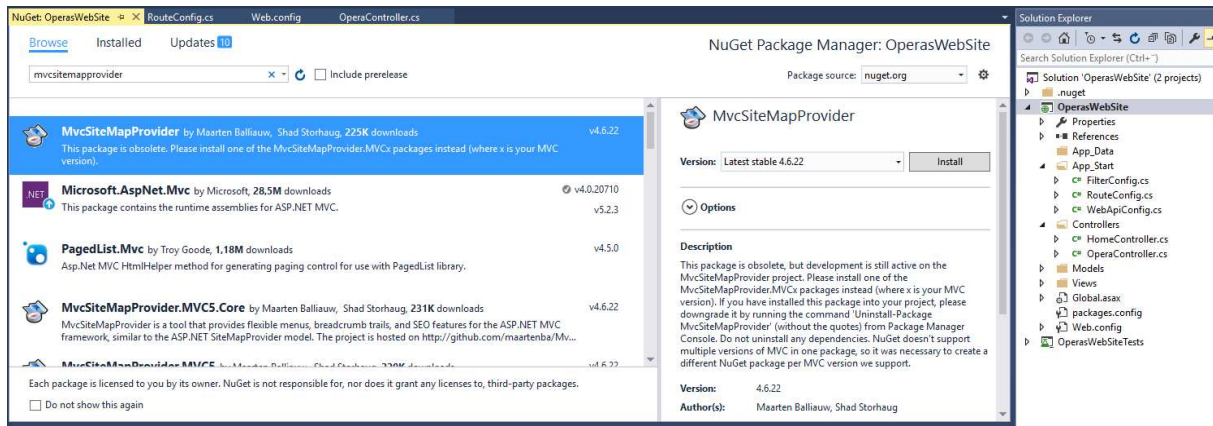 NuGet: OperasWebSite
RouteConfig.cs
Web.config
OperaController.cs
Browse
Installed
Updates 10
NuGet Package Manager: OperasWebSite
mvcsitemapprovider
Include prerelease
Package source: nuget.org
MvcSiteMapProvider by Maarten Balliauw, Shad Storhaug, 225K downloads
v4.6.22
This package is obsolete. Please install one of the MvcSiteMapProvider.MVCx packages instead (where x is your MVC
version).
.NET
Microsoft.AspNet.Mvc by Microsoft, 28,5M downloads
v4.0.20710
This package contains the runtime assemblies for ASP.NET MVC.
v5.2.3
PagedList.Mvc by Troy Goode, 1,18M downloads
v4.5.0
Asp.Net MVC HtmlHelper method for generating paging control for use with PagedList library.
MvcSiteMapProvider.MVC5.Core by Maarten Balliauw, Shad Storhaug, 231K downloads
v4.6.22
MvcSiteMapProvider is a tool that provides flexible menus, breadcrumb trails, and SEO features for the ASP.NET MVC
framework, similar to the ASP.NET SiteMapProvider model. The project is hosted on http://github.com/maartenba/Mv...
MvcSiteMapProvider.MVC5 by Maarten Balliauw, Shad Storhaug, downloads
v4.6.22
Each package is licensed to you by its owner. NuGet is not responsible for, nor does it grant any licenses to, third-party packages.
Do not show this again
MvcSiteMapProvider
Version: Latest stable 4.6.22
Install
Options
Description
This package is obsolete, but development is still active on the
MvcSiteMapProvider project. Please install one of the
MvcSiteMapProvider.MVCx packages instead (where x is your MVC
version). If you have installed this package into your project, please
downgrade it by running the command 'Uninstall-Package
MvcSiteMapProvider' (without the quotes) from Package Manager
Console. Do not uninstall any dependencies. NuGet doesn't support
multiple versions of MVC in one package, so it was necessary to create a
different NuGet package per MVC version we support.
Version: 4.6.22
Author(s): Maarten Balliauw, Shad Storhaug
Solution Explorer
Search Solution Explorer (Ctrl+¨)
Solution 'OperasWebSite' (2 projects)
.nuget
OperasWebSite
Properties
References
App_Data
App_Start
C# FilterConfig.cs
C# RouteConfig.cs
C# WebApiConfig.cs
Controllers
C# HomeController.cs
C# OperaController.cs
Models
Views
Global.asax
packages.config
Web.config
OperasWebSiteTests